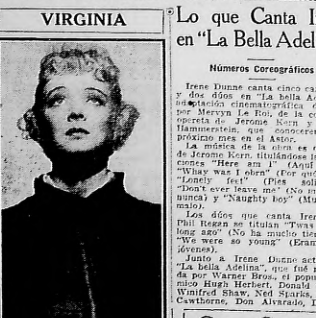 VIRGINIA
Lo que Canta I
en "La Bella Adel
Números Coreográficos
Irene Dunne canta cinco ca
y dos dúos en "La bella Ad
adaptación cinematográfica d
por Mervyn Le Roi, de la co
opereta de Jerome Kern y
Hammerstein, que conocere
próximo mes en el Astor.
La música de la obra es o
de Jerome Kern, titulándose l
ciones "Here am I" (Aquí
"Whay was I obrn" (Por qué
"Lonely feet" (Pies soli
"Don't ever leave me" (No m
nunca) y "Naughty boy" (Mu
malo).
Los dúos que canta Iren
Phil Regan se titulan "Twas
long ago" (No ha mucho tie
"We were so young" (Eram
jóvenes).
Junto a Irene Dunne act
"La bella Adelina", que fué
da por Warner Bros., el popu
mico Hugh Herbert, Donald
Winifred Shaw, Ned Sparks,
Cawthorne, Don Alvarado, I